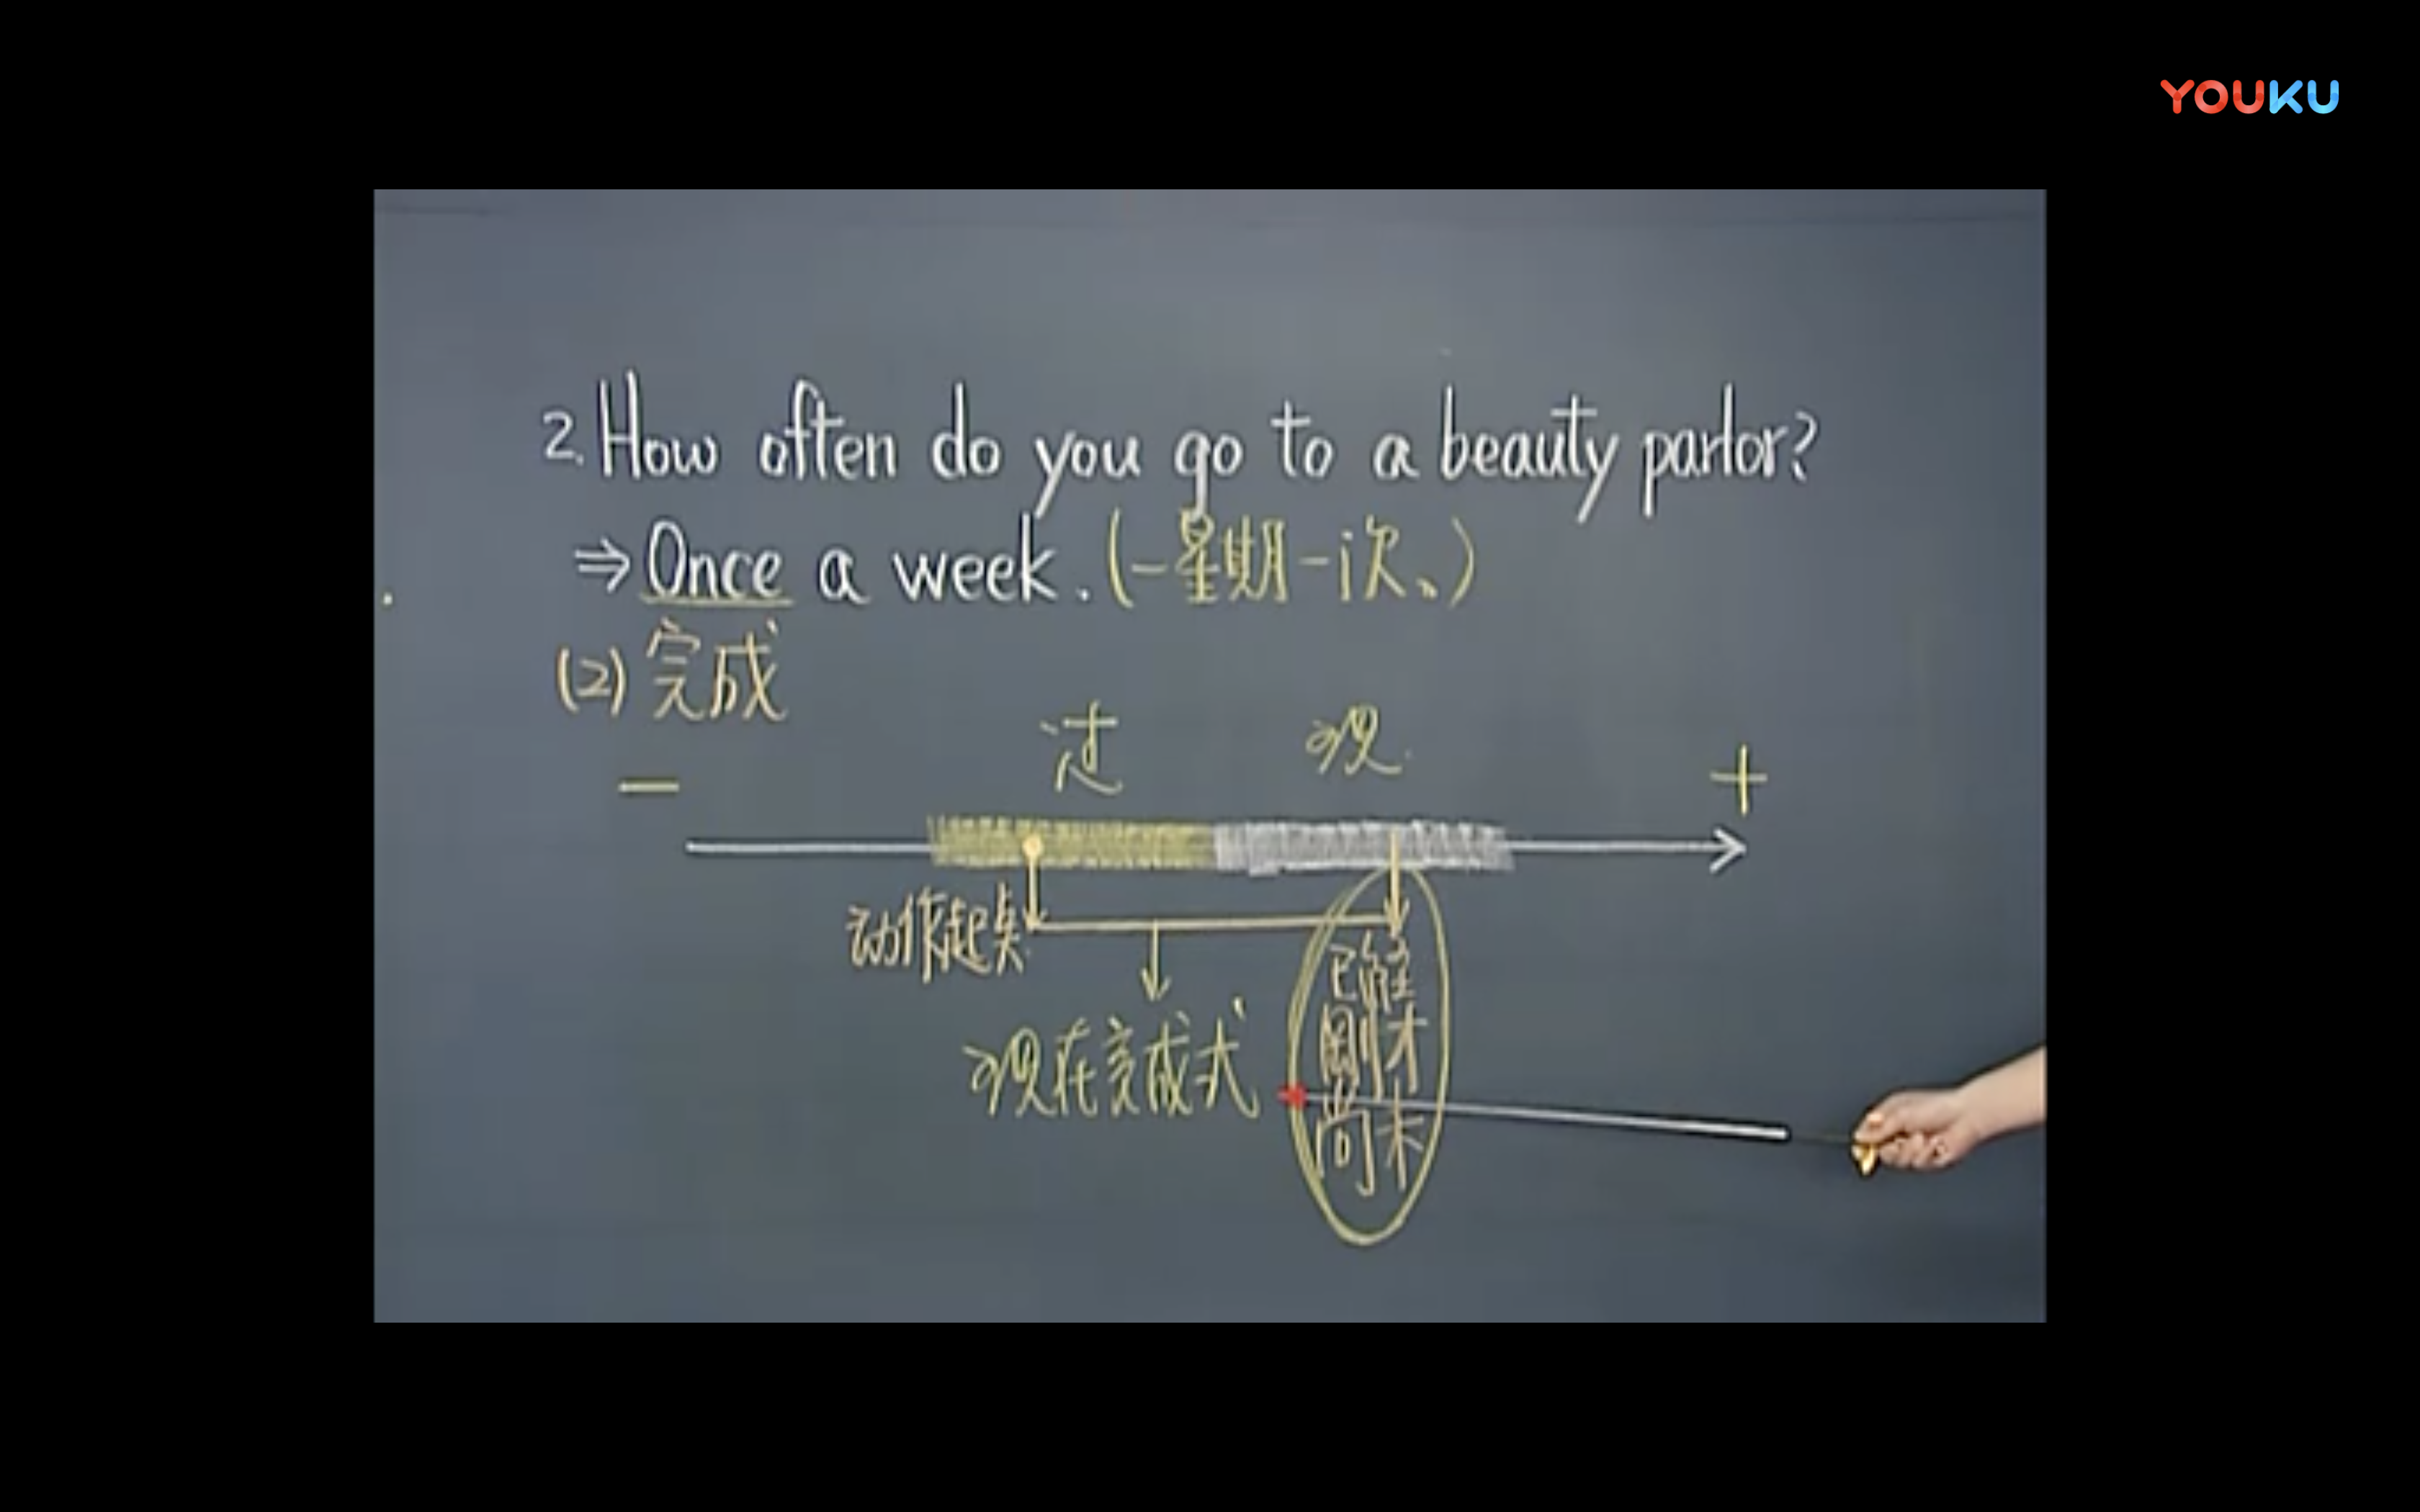 YOUKU
2. How often do you go to a beauty parlor?
⇒ Once a week. (一星期一次、)
(2) 完成
过 现
− +
动作起点
已经
刚才
尚未
现在完成式